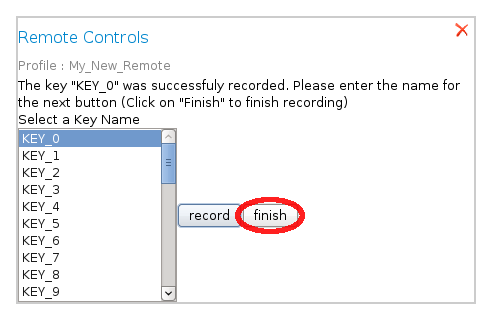 Remote Controls
Profile : My_New_Remote
The key "KEY_0" was successfuly recorded. Please enter the name for
the next button (Click on "Finish" to finish recording)
Select a Key Name
KEY_0
KEY_1
KEY_2
KEY_3
KEY_4
KEY_5
KEY_6
KEY_7
KEY_8
KEY_9
record finish